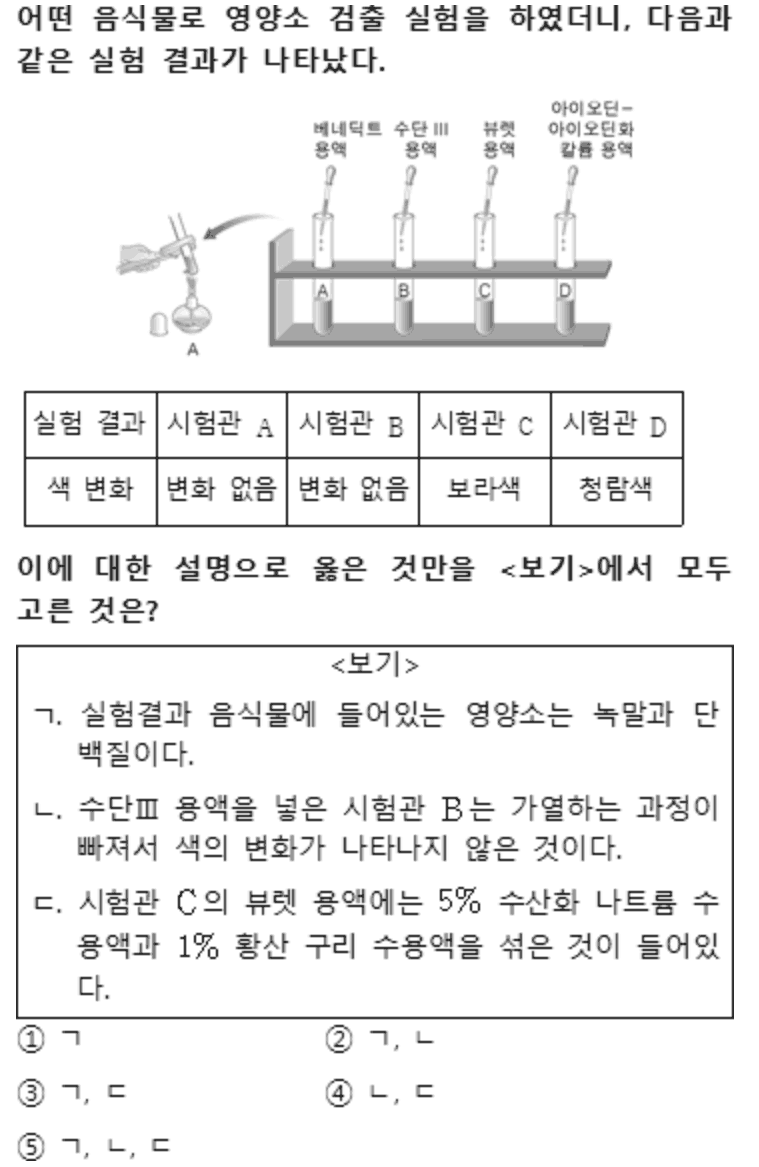 어떤 음식물로 영양소 검출 실험을 하였더니, 다음과
같은 실험 결과가 나타났다.
베네딕트 용액
수단 III 용액
뷰렛 용액
아이오딘-
아이오딘화
칼륨 용액
A B C D
A
실험 결과 시험관 A 시험관 B 시험관 C 시험관 D
색 변화 변화 없음 변화 없음 보라색 청람색
이에 대한 설명으로 옳은 것만을 <보기>에서 모두
고른 것은?
<보기>
ㄱ. 실험결과 음식물에 들어있는 영양소는 녹말과 단
백질이다.
ㄴ. 수단Ⅲ 용액을 넣은 시험관 B는 가열하는 과정이
빠져서 색의 변화가 나타나지 않은 것이다.
ㄷ. 시험관 C의 뷰렛 용액에는 5% 수산화 나트륨 수
용액과 1% 황산 구리 수용액을 섞은 것이 들어있
다.
① ㄱ ② ㄱ, ㄴ
③ ㄱ, ㄷ ④ ㄴ, ㄷ
⑤ ㄱ, ㄴ, ㄷ